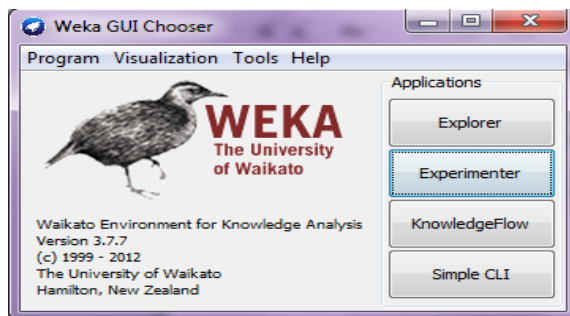 Weka GUI Chooser
Program Visualization Tools Help
WEKA
The University
of Waikato
Waikato Environment for Knowledge Analysis
Version 3.7.7
(c) 1999 - 2012
The University of Waikato
Hamilton, New Zealand
Applications
Explorer
Experimenter
KnowledgeFlow
Simple CLI